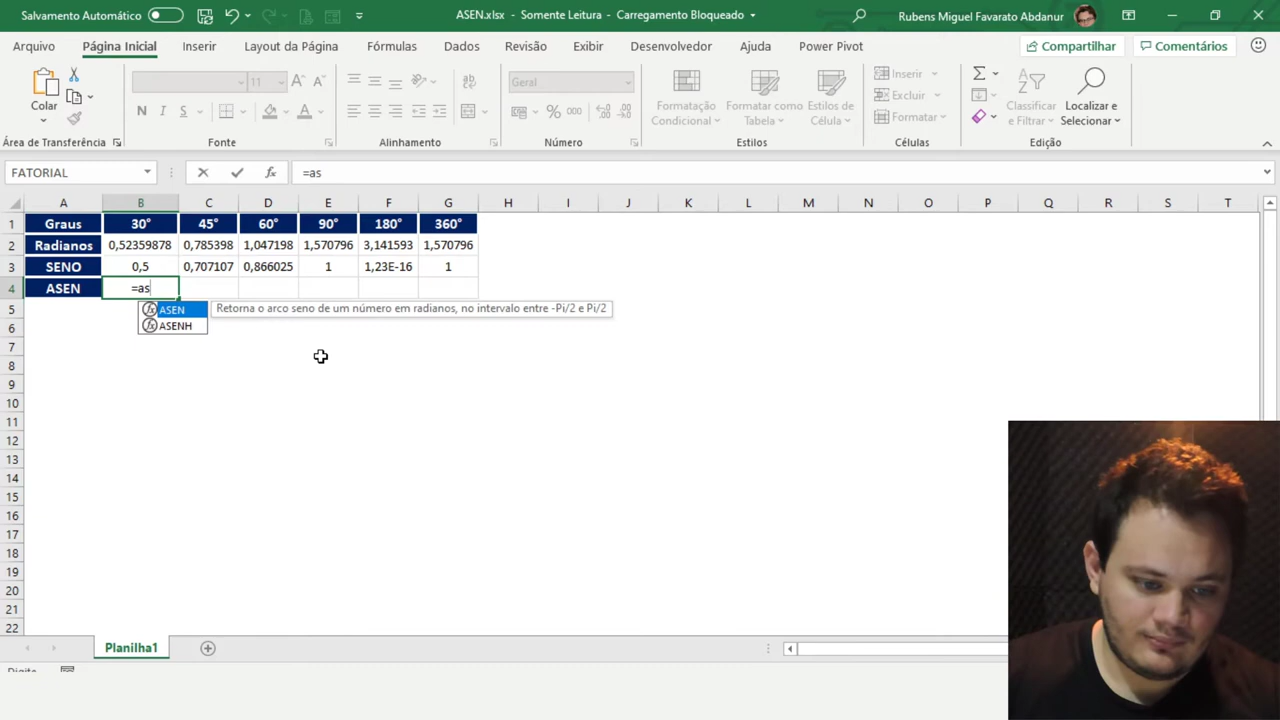 Salvamento Automático
ASEN.xlsx - Somente Leitura - Carregamento Bloqueado
Rubens Miguel Favarato Abdanur
Arquivo Página Inicial Inserir Layout da Página Fórmulas Dados Revisão Exibir Desenvolvedor Ajuda Power Pivot Compartilhar Comentários
Colar
11
Geral
N I S
000
Formatação Condicional
Formatar como Tabela
Estilos de Célula
Inserir
Excluir
Formatar
Classificar e Filtrar
Localizar e Selecionar
Área de Transferência Fonte Alinhamento Número Estilos Células Edição
FATORIAL =as
A B C D E F G H I J K L M N O P Q R S T
1 Graus 30° 45° 60° 90° 180° 360°
2 Radianos 0,52359878 0,785398 1,047198 1,570796 3,141593 1,570796
3 SENO 0,5 0,707107 0,866025 1 1,23E-16 1
4 ASEN =as
5 ASEN Retorna o arco seno de um número em radianos, no intervalo entre -Pi/2 e Pi/2
6 ASENH
7
8
9
10
11
12
13
14
15
16
17
18
19
20
21
22
Planilha1